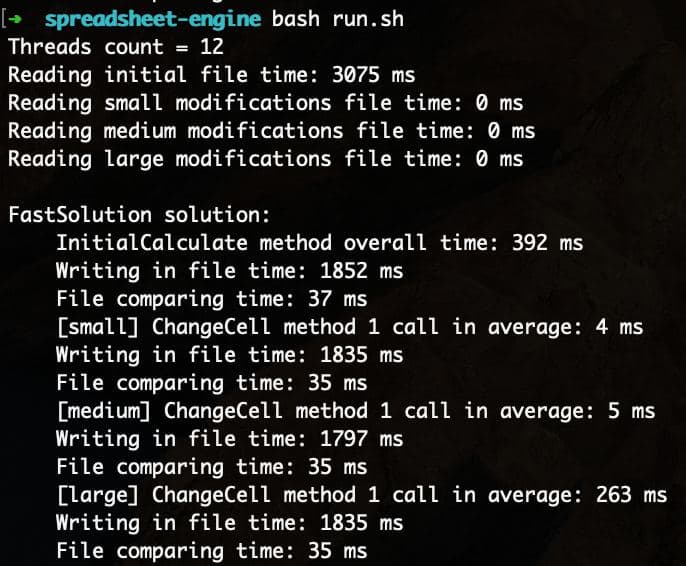 [→ spreadsheet-engine bash run.sh
Threads count = 12
Reading initial file time: 3075 ms
Reading small modifications file time: 0 ms
Reading medium modifications file time: 0 ms
Reading large modifications file time: 0 ms
FastSolution solution:
InitialCalculate method overall time: 392 ms
Writing in file time: 1852 ms
File comparing time: 37 ms
[small] ChangeCell method 1 call in average: 4 ms
Writing in file time: 1835 ms
File comparing time: 35 ms
[medium] ChangeCell method 1 call in average: 5 ms
Writing in file time: 1797 ms
File comparing time: 35 ms
[large] ChangeCell method 1 call in average: 263 ms
Writing in file time: 1835 ms
File comparing time: 35 ms